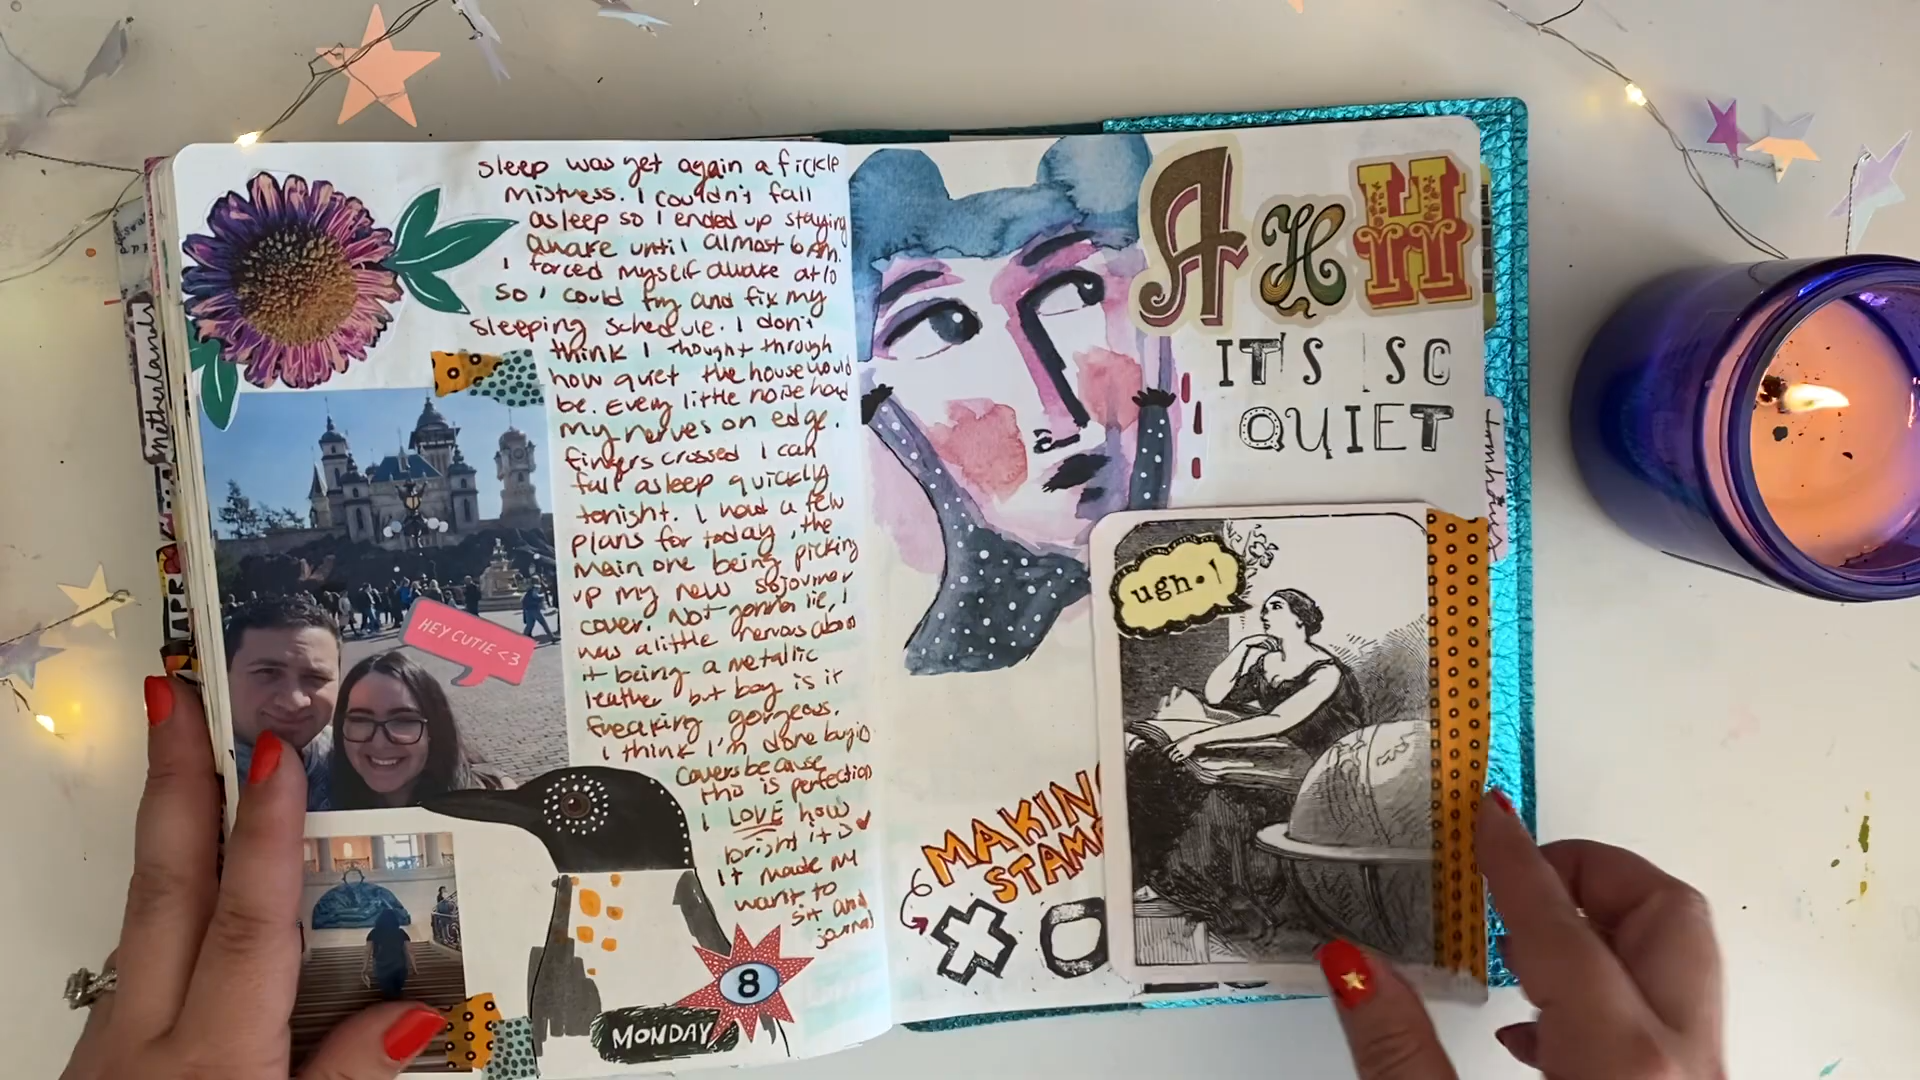 sleep was yet again a fickle
mistress. I couldn't fall
asleep so I ended up staying
awake until almost 6 AM.
I forced myself awake at 10
so I could try and fix my
sleeping schedule. I don't
think I thought through
how quiet the house would
be. Every little noise had
my nerves on edge.
fingers crossed I can
fall asleep quickly
tonight. I had a few
plans for today, the
main one being picking
up my new sojourner
cover. Not gonna lie, I
was a little nervous about
it being a metallic
leather but boy is it
freaking gorgeous.
I think I'm done buying
covers because
this is perfection
I LOVE how
bright it is
It made me
want to
sit and
journal
HEY CUTIE <3
8
MONDAY
Netherlands
APR
AHH
IT'S SO
QUIET
ugh.!
MAKING
STAMP